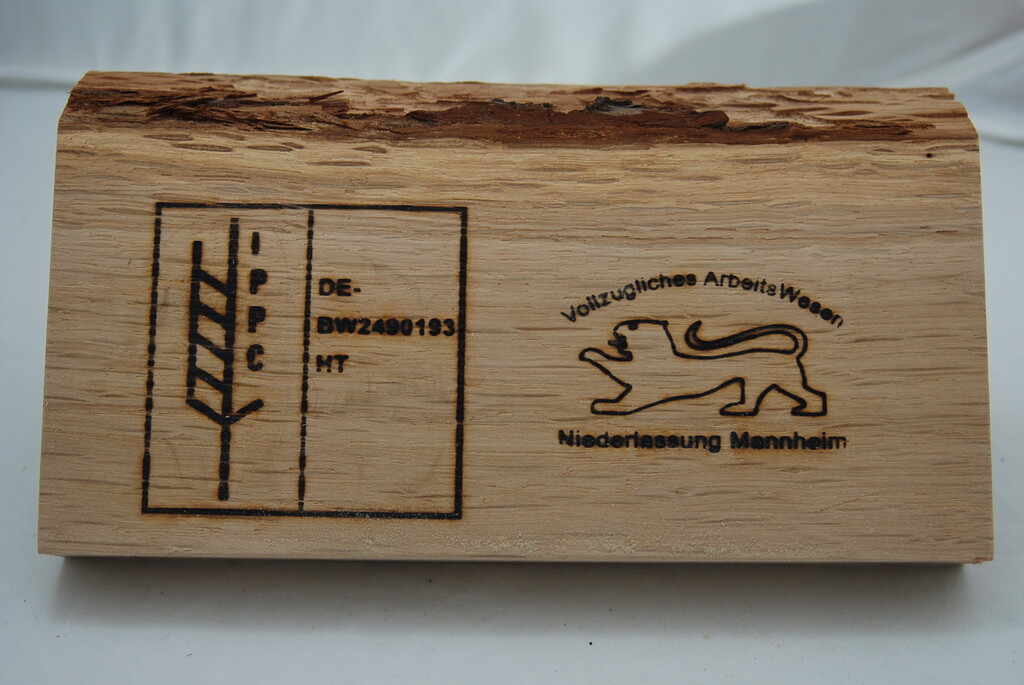 IPPC
DE-
BW2490193
HT
Vollzugliches ArbeitsWesen
Niederlassung Mannheim